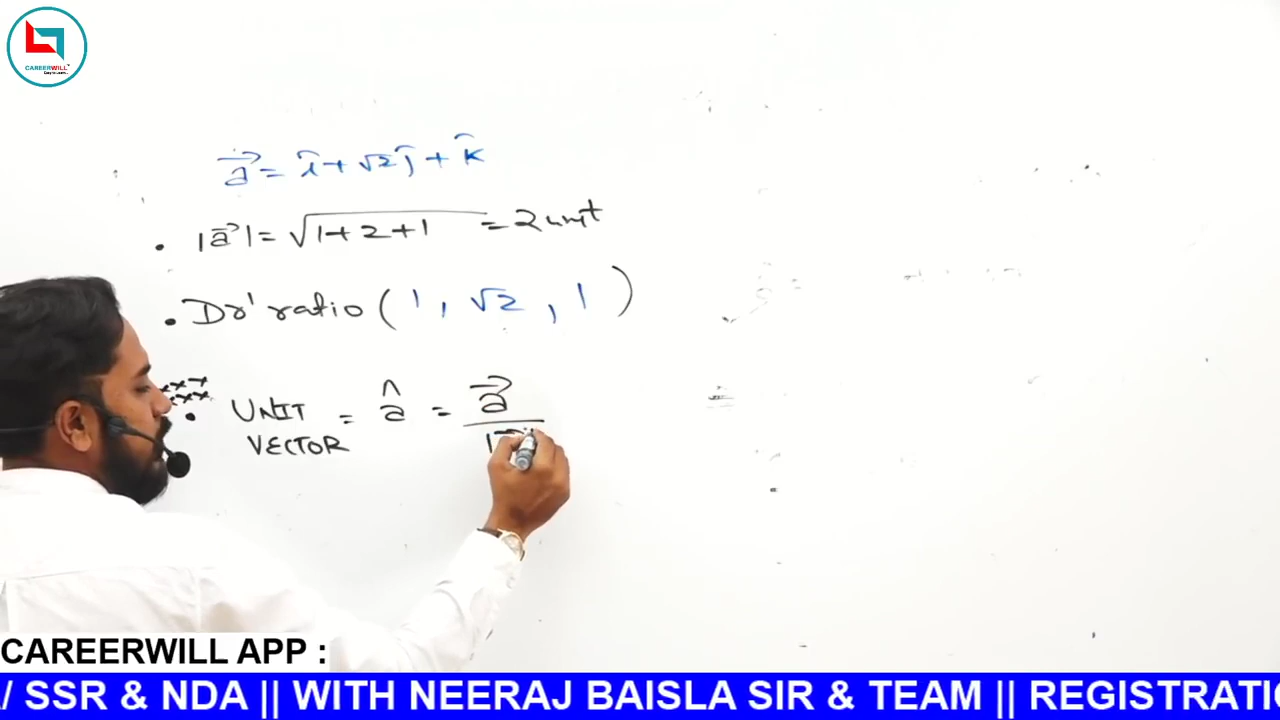 CAREERWILL
a⃗ = î + √2 ĵ + k̂
• |a⃗| = √1+2+1 = 2 unit
• Dr' ratio ( 1 , √2 , 1 )
• UNIT VECTOR = â = a⃗ / |
CAREERWILL APP :
/ SSR & NDA || WITH NEERAJ BAISLA SIR & TEAM || REGISTRATI